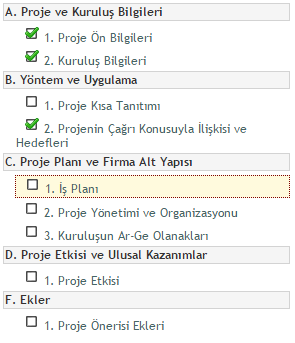 A. Proje ve Kuruluş Bilgileri
1. Proje Ön Bilgileri
2. Kuruluş Bilgileri
B. Yöntem ve Uygulama
1. Proje Kısa Tanıtımı
2. Projenin Çağrı Konusuyla İlişkisi ve
Hedefleri
C. Proje Planı ve Firma Alt Yapısı
1. İş Planı
2. Proje Yönetimi ve Organizasyonu
3. Kuruluşun Ar-Ge Olanakları
D. Proje Etkisi ve Ulusal Kazanımlar
1. Proje Etkisi
F. Ekler
1. Proje Önerisi Ekleri